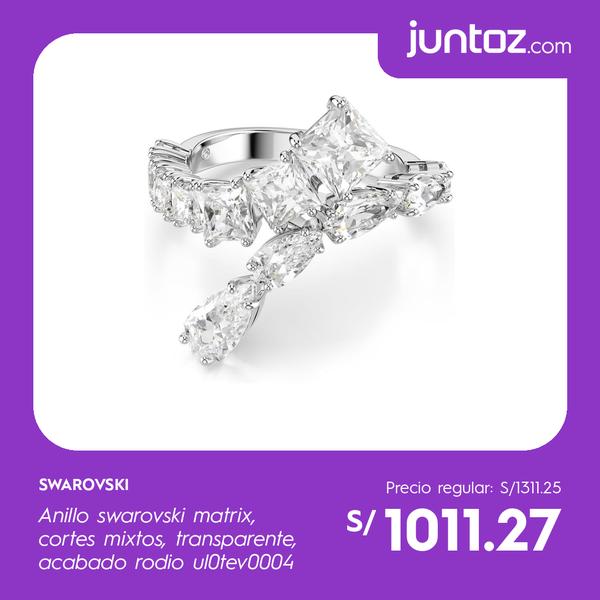 juntoz.com
SWAROVSKI
Anillo swarovski matrix,
cortes mixtos, transparente,
acabado rodio ul0tev0004
Precio regular: S/1311.25
S/ 1011.27